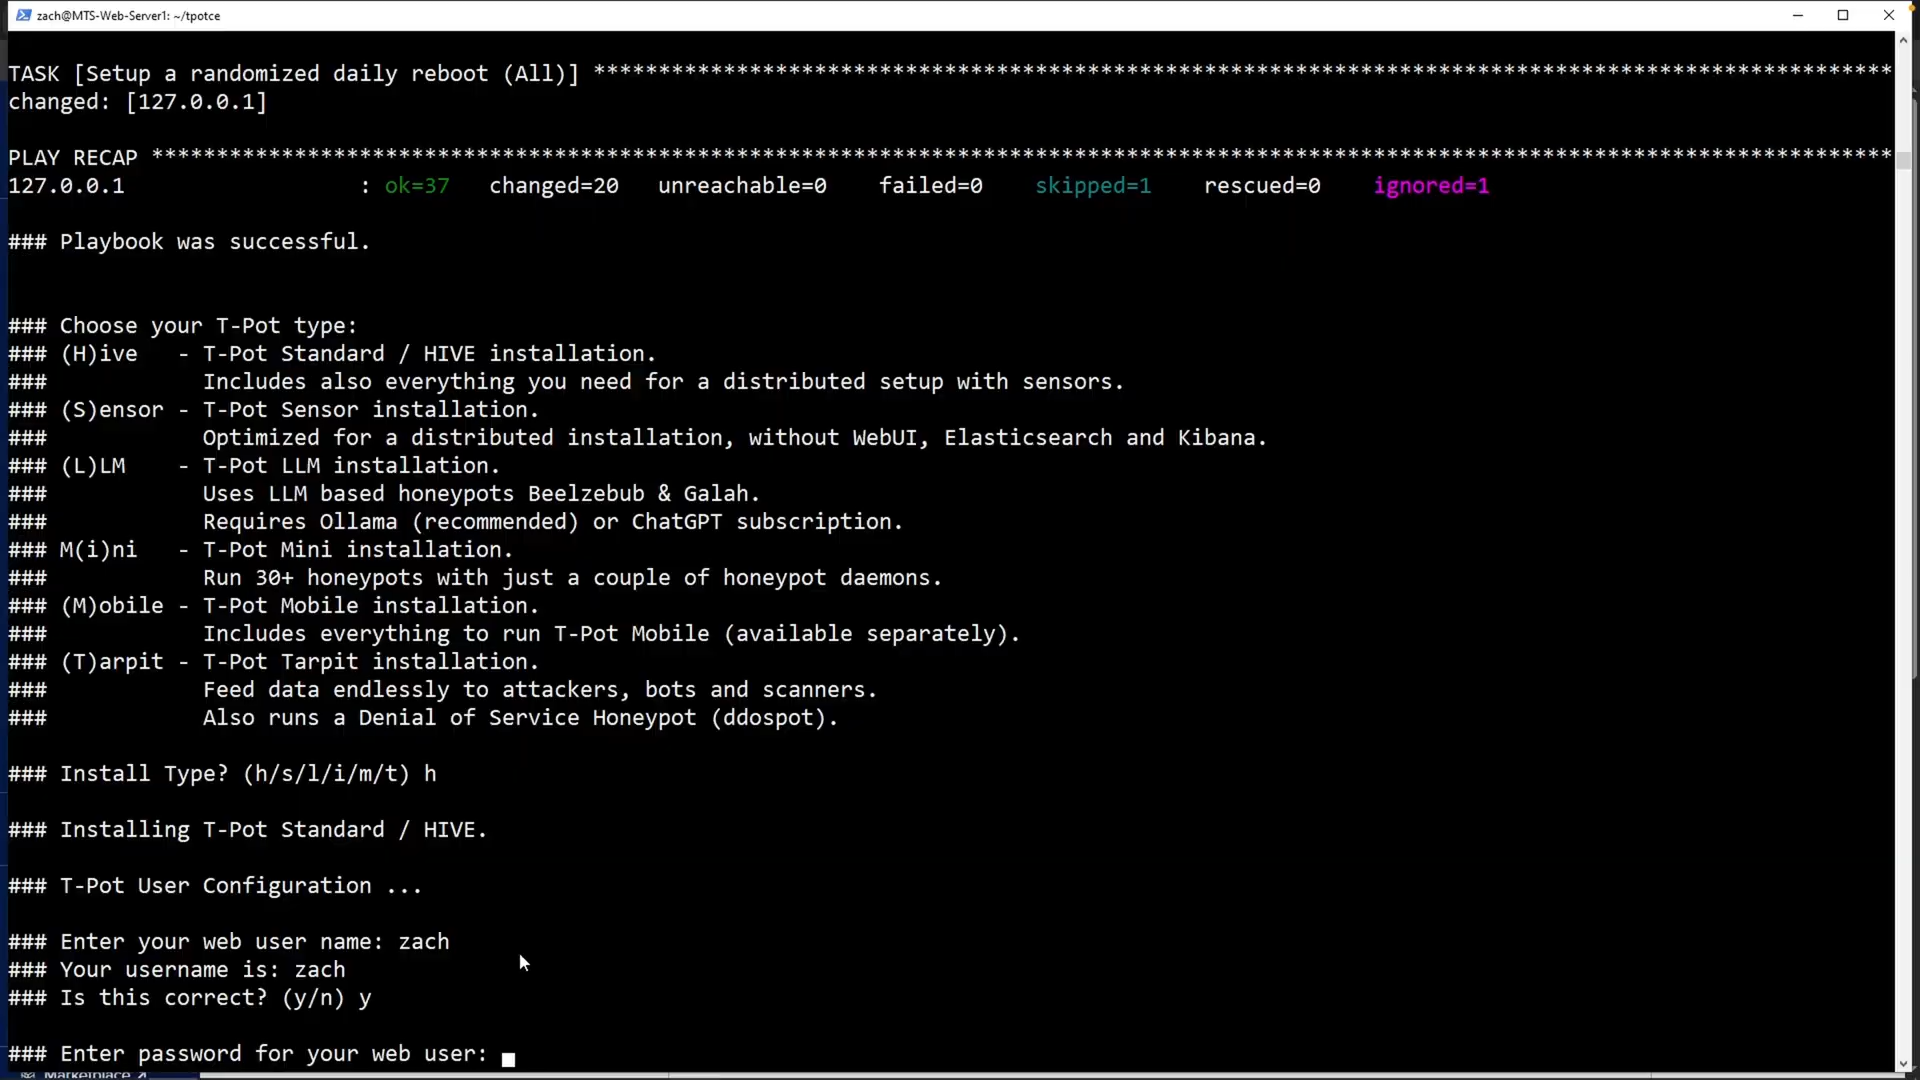 zach@MTS-Web-Server1: ~/tpotce
TASK [Setup a randomized daily reboot (All)] ****************************************************************************************************
changed: [127.0.0.1]
PLAY RECAP **************************************************************************************************************************************
127.0.0.1 : ok=37 changed=20 unreachable=0 failed=0 skipped=1 rescued=0 ignored=1
### Playbook was successful.
### Choose your T-Pot type:
### (H)ive - T-Pot Standard / HIVE installation.
### Includes also everything you need for a distributed setup with sensors.
### (S)ensor - T-Pot Sensor installation.
### Optimized for a distributed installation, without WebUI, Elasticsearch and Kibana.
### (L)LM - T-Pot LLM installation.
### Uses LLM based honeypots Beelzebub & Galah.
### Requires Ollama (recommended) or ChatGPT subscription.
### M(i)ni - T-Pot Mini installation.
### Run 30+ honeypots with just a couple of honeypot daemons.
### (M)obile - T-Pot Mobile installation.
### Includes everything to run T-Pot Mobile (available separately).
### (T)arpit - T-Pot Tarpit installation.
### Feed data endlessly to attackers, bots and scanners.
### Also runs a Denial of Service Honeypot (ddospot).
### Install Type? (h/s/l/i/m/t) h
### Installing T-Pot Standard / HIVE.
### T-Pot User Configuration ...
### Enter your web user name: zach
### Your username is: zach
### Is this correct? (y/n) y
### Enter password for your web user:
Marketplace